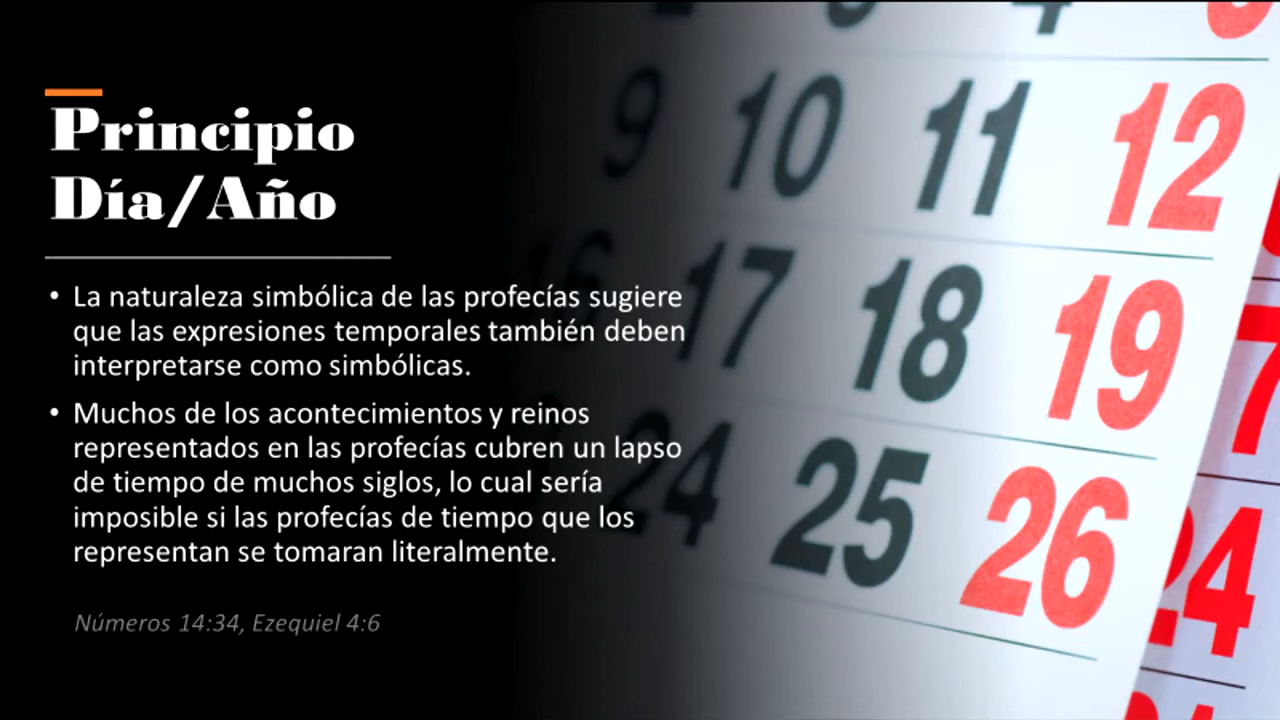 Principio
Día/Año
• La naturaleza simbólica de las profecías sugiere
que las expresiones temporales también deben
interpretarse como simbólicas.
• Muchos de los acontecimientos y reinos
representados en las profecías cubren un lapso
de tiempo de muchos siglos, lo cual sería
imposible si las profecías de tiempo que los
representan se tomaran literalmente.
Números 14:34, Ezequiel 4:6
9 10 11 12
16 17 18 19
24 25 26
24